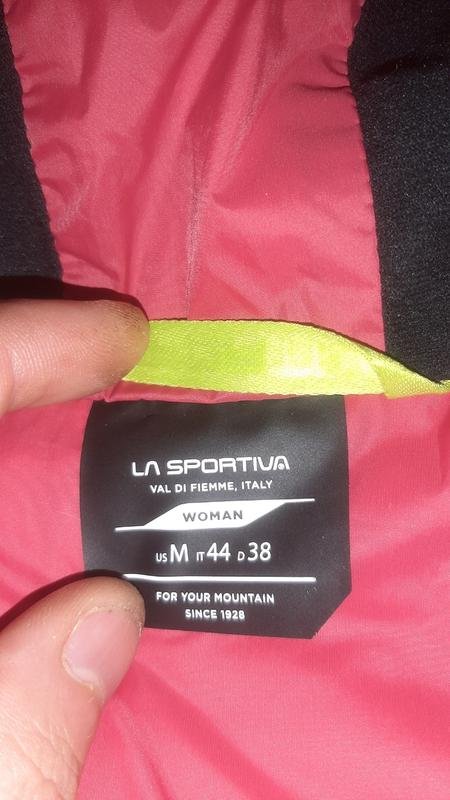 LA SPORTIVA
VAL DI FIEMME, ITALY
WOMAN
US M IT 44 D 38
FOR YOUR MOUNTAIN
SINCE 1928